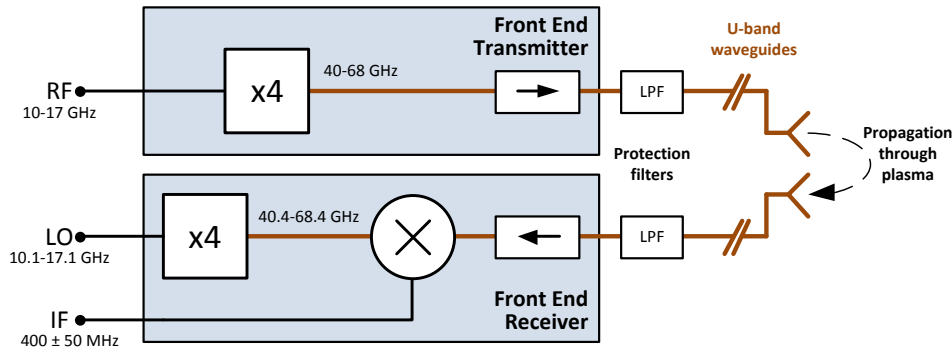 Front End
Transmitter
U-band
waveguides
40-68 GHz
x4
LPF
RF
10-17 GHz
Propagation
through
plasma
Protection
filters
40.4-68.4 GHz
x4
LPF
LO
10.1-17.1 GHz
Front End
Receiver
IF
400 ± 50 MHz